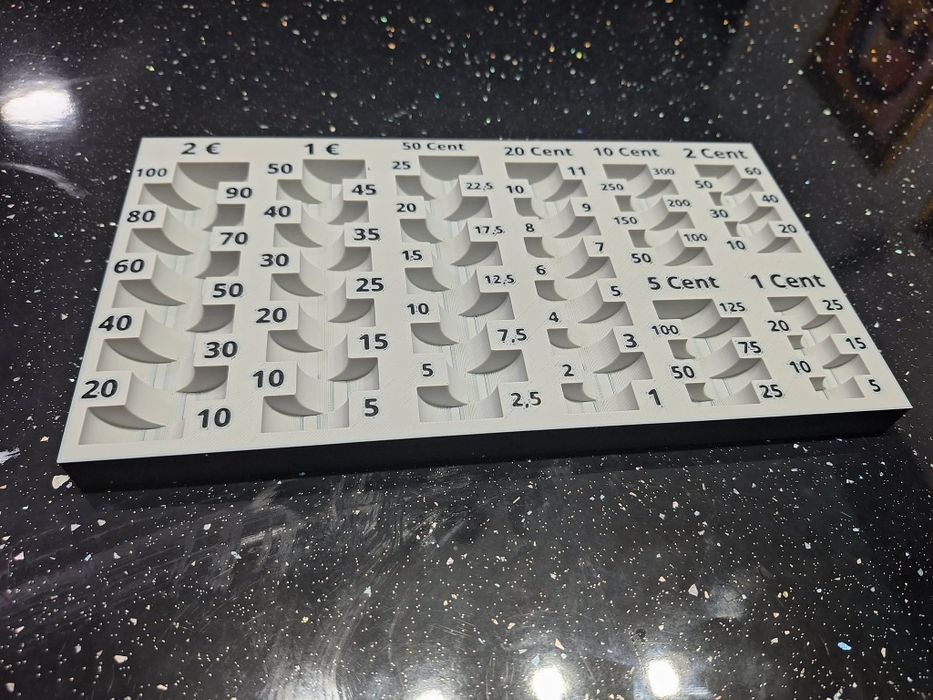 2 € 1 € 50 Cent 20 Cent 10 Cent 2 Cent
100 50 25 11 300 60
90 45 22,5 10 250 50
80 40 20 9 200 40
70 35 17,5 8 150 30
60 30 15 7 100 20
50 25 12,5 6 50 10
40 20 10 5
30 15 7,5 4
20 10 5 3
10 5 2,5 2
1
5 Cent 1 Cent
125 25
100 20
75 15
50 10
25 5